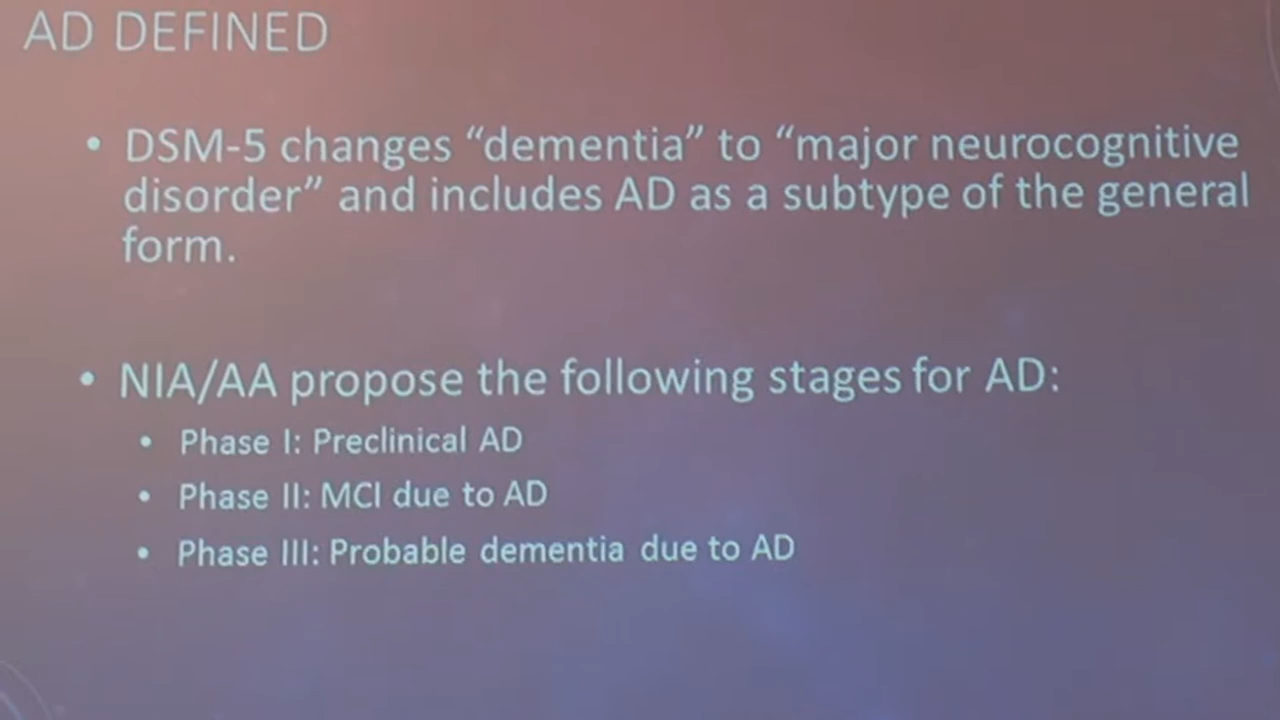 AD DEFINED
• DSM-5 changes “dementia” to “major neurocognitive
disorder” and includes AD as a subtype of the general
form.
• NIA/AA propose the following stages for AD:
• Phase I: Preclinical AD
• Phase II: MCI due to AD
• Phase III: Probable dementia due to AD